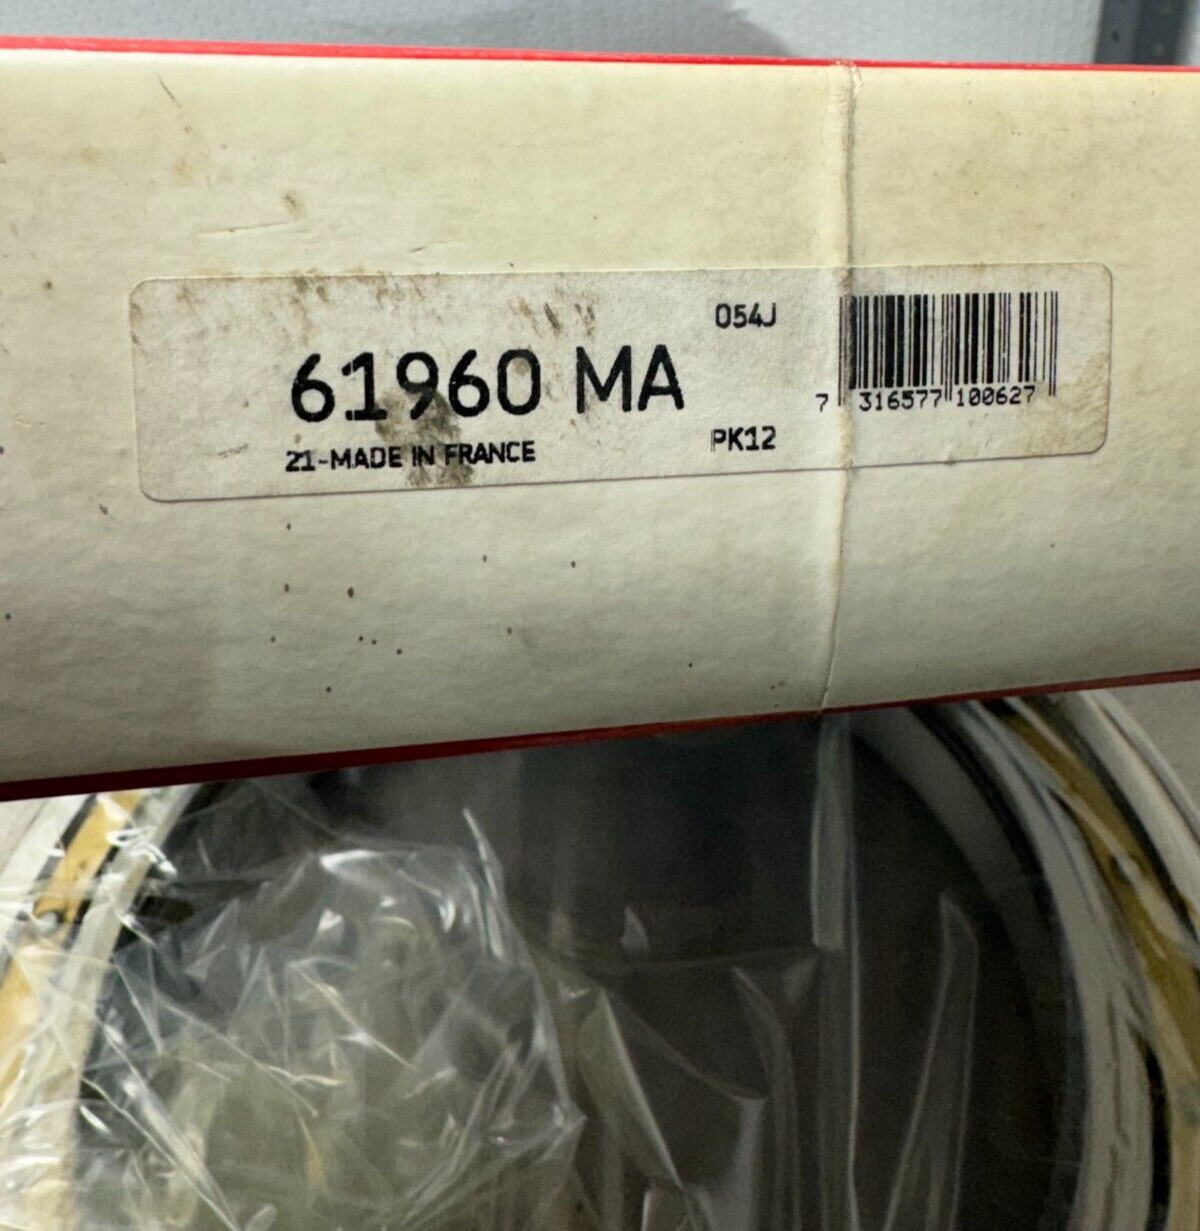 054J
61960 MA
21-MADE IN FRANCE
PK12
7 316577 100627